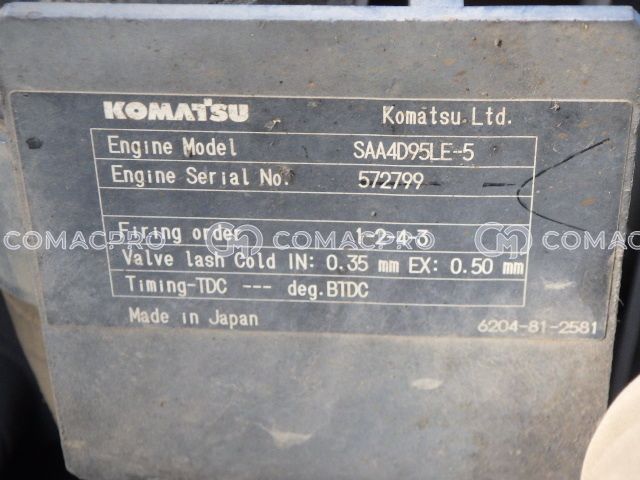 KOMATSU Komatsu Ltd.
Engine Model SAA4D95LE-5
Engine Serial No. 572799
Firing order 1-2-4-3
Valve lash Cold IN: 0.35 mm EX: 0.50 mm
Timing-TDC --- deg.BTDC
Made in Japan 6204-81-2581
COMACPRO COMACPRO COMACPRO